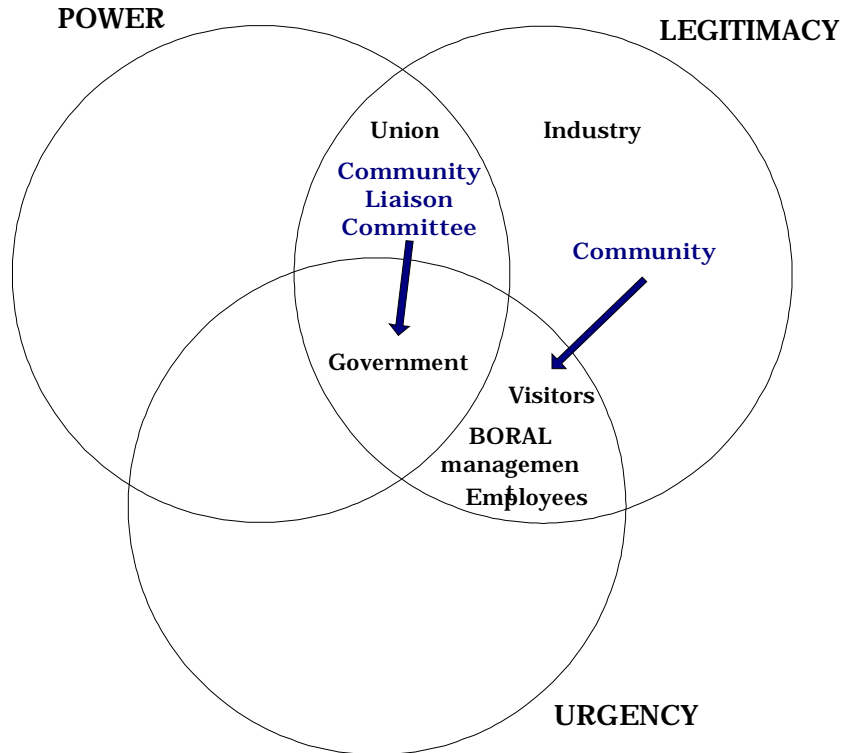 POWER
LEGITIMACY
Union
Industry
Community
Liaison
Committee
Community
Government
Visitors
BORAL
managemen
t
Employees
URGENCY